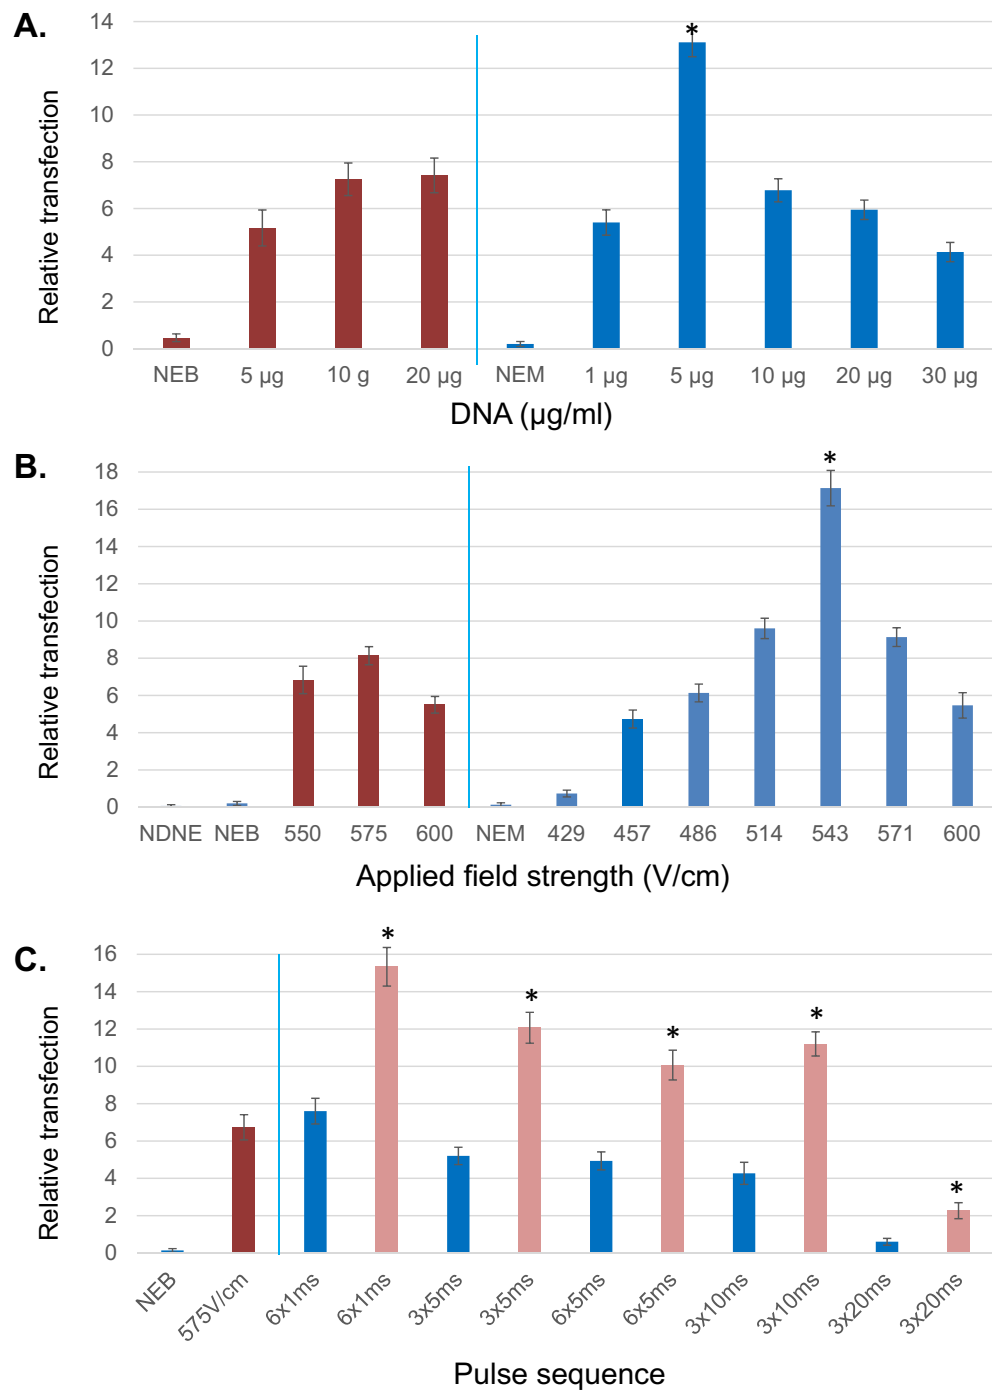 A.
Relative transfection
14
12
10
8
6
4
2
0
*
NEB 5 µg 10 g 20 µg NEM 1 µg 5 µg 10 µg 20 µg 30 µg
DNA (µg/ml)
B.
Relative transfection
18
16
14
12
10
8
6
4
2
0
*
NDNE NEB 550 575 600 NEM 429 457 486 514 543 571 600
Applied field strength (V/cm)
C.
Relative transfection
16
14
12
10
8
6
4
2
0
* * * * *
NEB 575V/cm 6x1ms 6x1ms 3x5ms 3x5ms 6x5ms 6x5ms 3x10ms 3x10ms 3x20ms 3x20ms
Pulse sequence